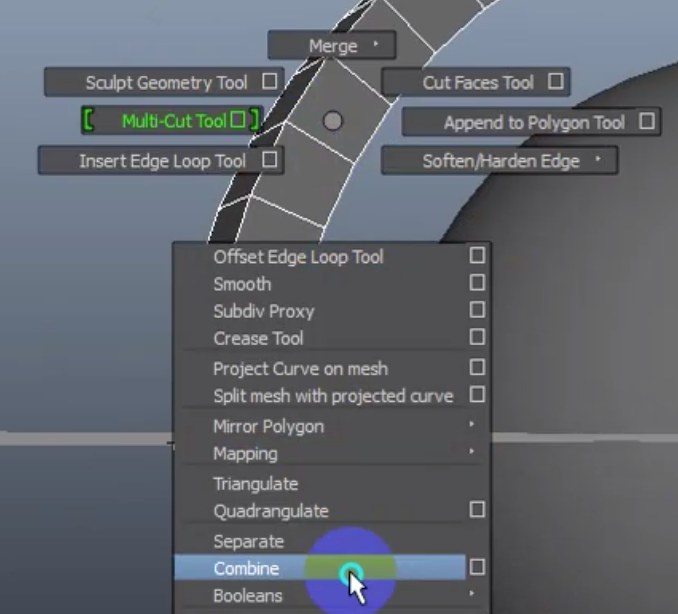 Merge
Sculpt Geometry Tool
Cut Faces Tool
Multi-Cut Tool
Append to Polygon Tool
Insert Edge Loop Tool
Soften/Harden Edge
Offset Edge Loop Tool
Smooth
Subdiv Proxy
Crease Tool
Project Curve on mesh
Split mesh with projected curve
Mirror Polygon
Mapping
Triangulate
Quadrangulate
Separate
Combine
Booleans